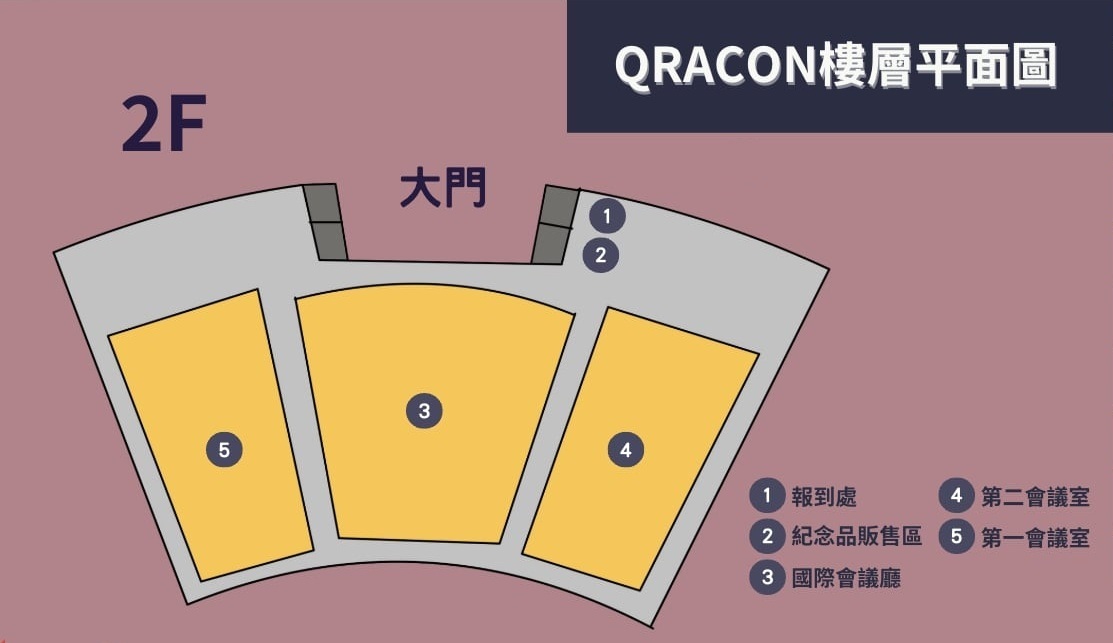 QRACON樓層平面圖
2F
大門
1
2
3
4
5
1 報到處
2 紀念品販售區
3 國際會議廳
4 第二會議室
5 第一會議室